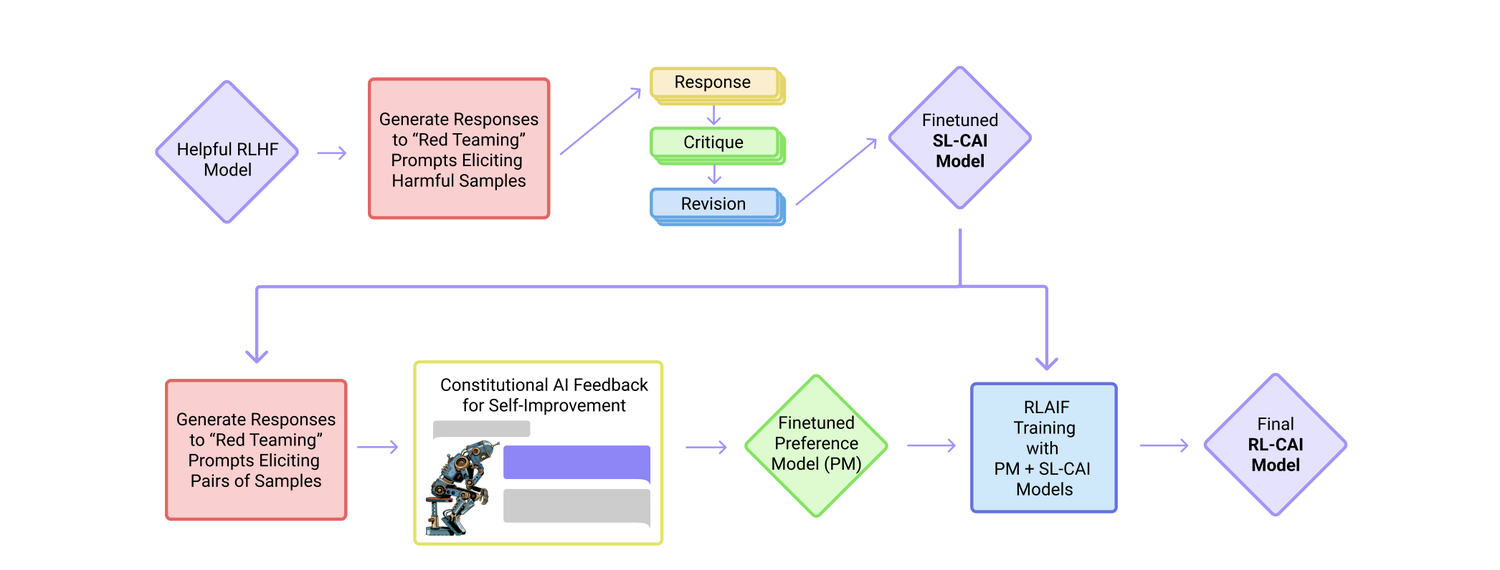 Helpful RLHF
Model
Generate Responses
to “Red Teaming”
Prompts Eliciting
Harmful Samples
Response
Critique
Revision
Finetuned
SL-CAI
Model
Generate Responses
to “Red Teaming”
Prompts Eliciting
Pairs of Samples
Constitutional AI Feedback
for Self-Improvement
Finetuned
Preference
Model (PM)
RLAIF
Training
with
PM + SL-CAI
Models
Final
RL-CAI
Model